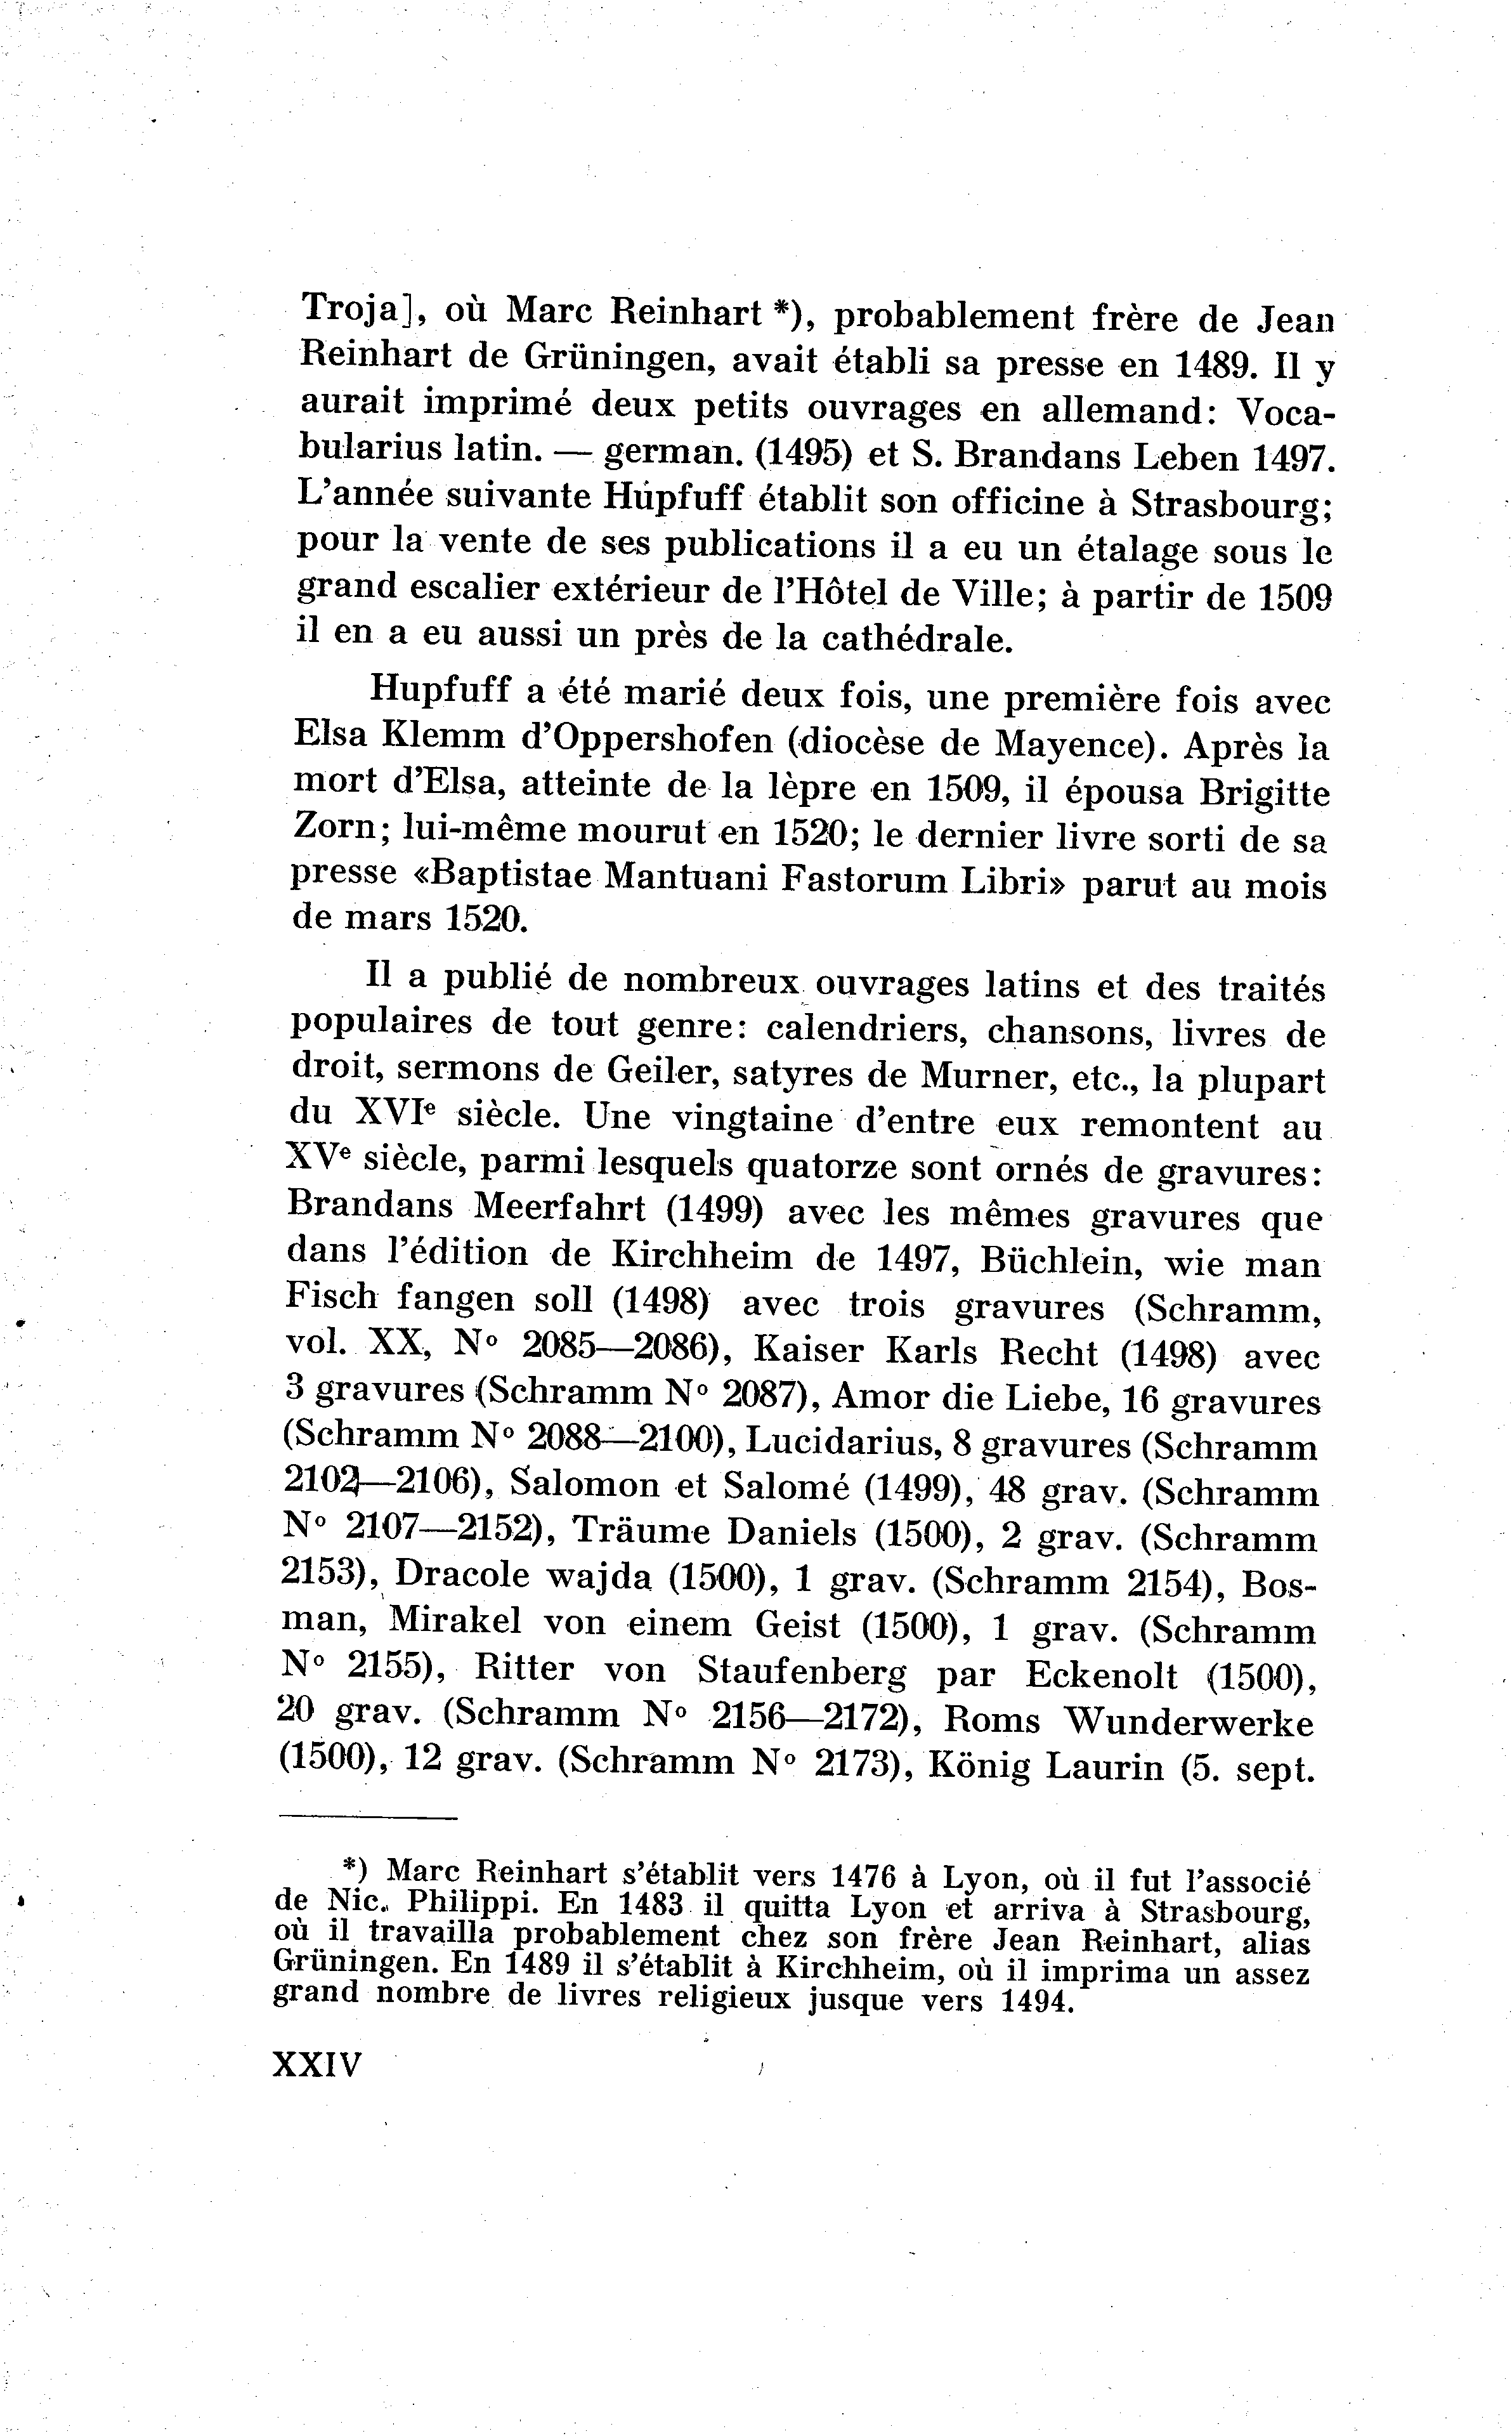 Troja], où Marc Reinhart *), probablement frère de Jean
Reinhart de Grüningen, avait établi sa presse en 1489. Il y
aurait imprimé deux petits ouvrages en allemand: Voca-
bularius latin. — german. (1495) et S. Brandans Leben 1497.
L'année suivante Hupfuff établit son officine à Strasbourg;
pour la vente de ses publications il a eu un étalage sous le
grand escalier extérieur de l'Hôtel de Ville; à partir de 1509
il en a eu aussi un près de la cathédrale.
Hupfuff a été marié deux fois, une première fois avec
Elsa Klemm d'Oppershofen (diocèse de Mayence). Après la
mort d'Elsa, atteinte de la lèpre en 1509, il épousa Brigitte
Zorn; lui-même mourut en 1520; le dernier livre sorti de sa
presse «Baptistae Mantuani Fastorum Libri» parut au mois
de mars 1520.
Il a publié de nombreux ouvrages latins et des traités
populaires de tout genre: calendriers, chansons, livres de
droit, sermons de Geiler, satyres de Murner, etc., la plupart
du XVIe siècle. Une vingtaine d'entre eux remontent au
XVe siècle, parmi lesquels quatorze sont ornés de gravures:
Brandans Meerfahrt (1499) avec les mêmes gravures que
dans l'édition de Kirchheim de 1497, Büchlein, wie man
Fisch fangen soll (1498) avec trois gravures (Schramm,
vol. XX, No 2085—2086), Kaiser Karls Recht (1498) avec
3 gravures (Schramm No 2087), Amor die Liebe, 16 gravures
(Schramm No 2088—2100), Lucidarius, 8 gravures (Schramm
2102—2106), Salomon et Salomé (1499), 48 grav. (Schramm
No 2107—2152), Träume Daniels (1500), 2 grav. (Schramm
2153), Dracole wajda (1500), 1 grav. (Schramm 2154), Bos-
man, Mirakel von einem Geist (1500), 1 grav. (Schramm
No 2155), Ritter von Staufenberg par Eckenolt (1500),
20 grav. (Schramm No 2156—2172), Roms Wunderwerke
(1500), 12 grav. (Schramm No 2173), König Laurin (5. sept.
*) Marc Reinhart s'établit vers 1476 à Lyon, où il fut l'associé
de Nic. Philippi. En 1483 il quitta Lyon et arriva à Strasbourg,
où il travailla probablement chez son frère Jean Reinhart, alias
Grüningen. En 1489 il s'établit à Kirchheim, où il imprima un assez
grand nombre de livres religieux jusque vers 1494.
XXIV